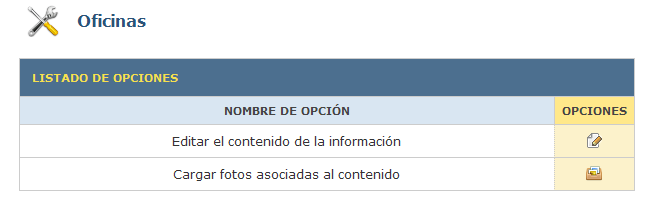 Oficinas
LISTADO DE OPCIONES
NOMBRE DE OPCIÓN OPCIONES
Editar el contenido de la información
Cargar fotos asociadas al contenido